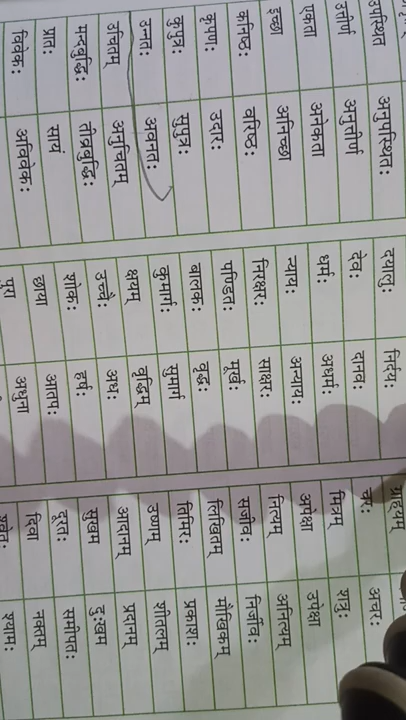 उपस्थित अनुपस्थितः दयालुः निर्दयः
उत्तीर्ण अनुत्तीर्ण देवः दानवः चरः अचरः
एकता अनेकता धर्मः अधर्मः मित्रम् शत्रुः
इच्छा अनिच्छा न्यायः अन्यायः अपेक्षा उपेक्षा
कनिष्ठः वरिष्ठः निरक्षरः साक्षरः नित्यम् अनित्यम्
कृपणः उदारः पण्डितः मूर्खः सजीवः निर्जीवः
कुपुत्रः सुपुत्रः बालकः वृद्धः लिखितम् मौखिकम्
उन्नतः अवनतः कुमार्गः सुमार्ग तिमिरः प्रकाशः
उचितम् अनुचितम् क्षयम् वृद्धिम् उष्णम् शीतलम्
मन्दबुद्धिः तीव्रबुद्धिः उच्चैः अधः आदानम् प्रदानम्
प्रातः सायं शोकः हर्षः सुखम दुःखम
विवेकः अविवेकः छाया आतपः दूरतः समीपतः
पुरा अधुना दिवा नक्तम्
श्वेतः श्यामः